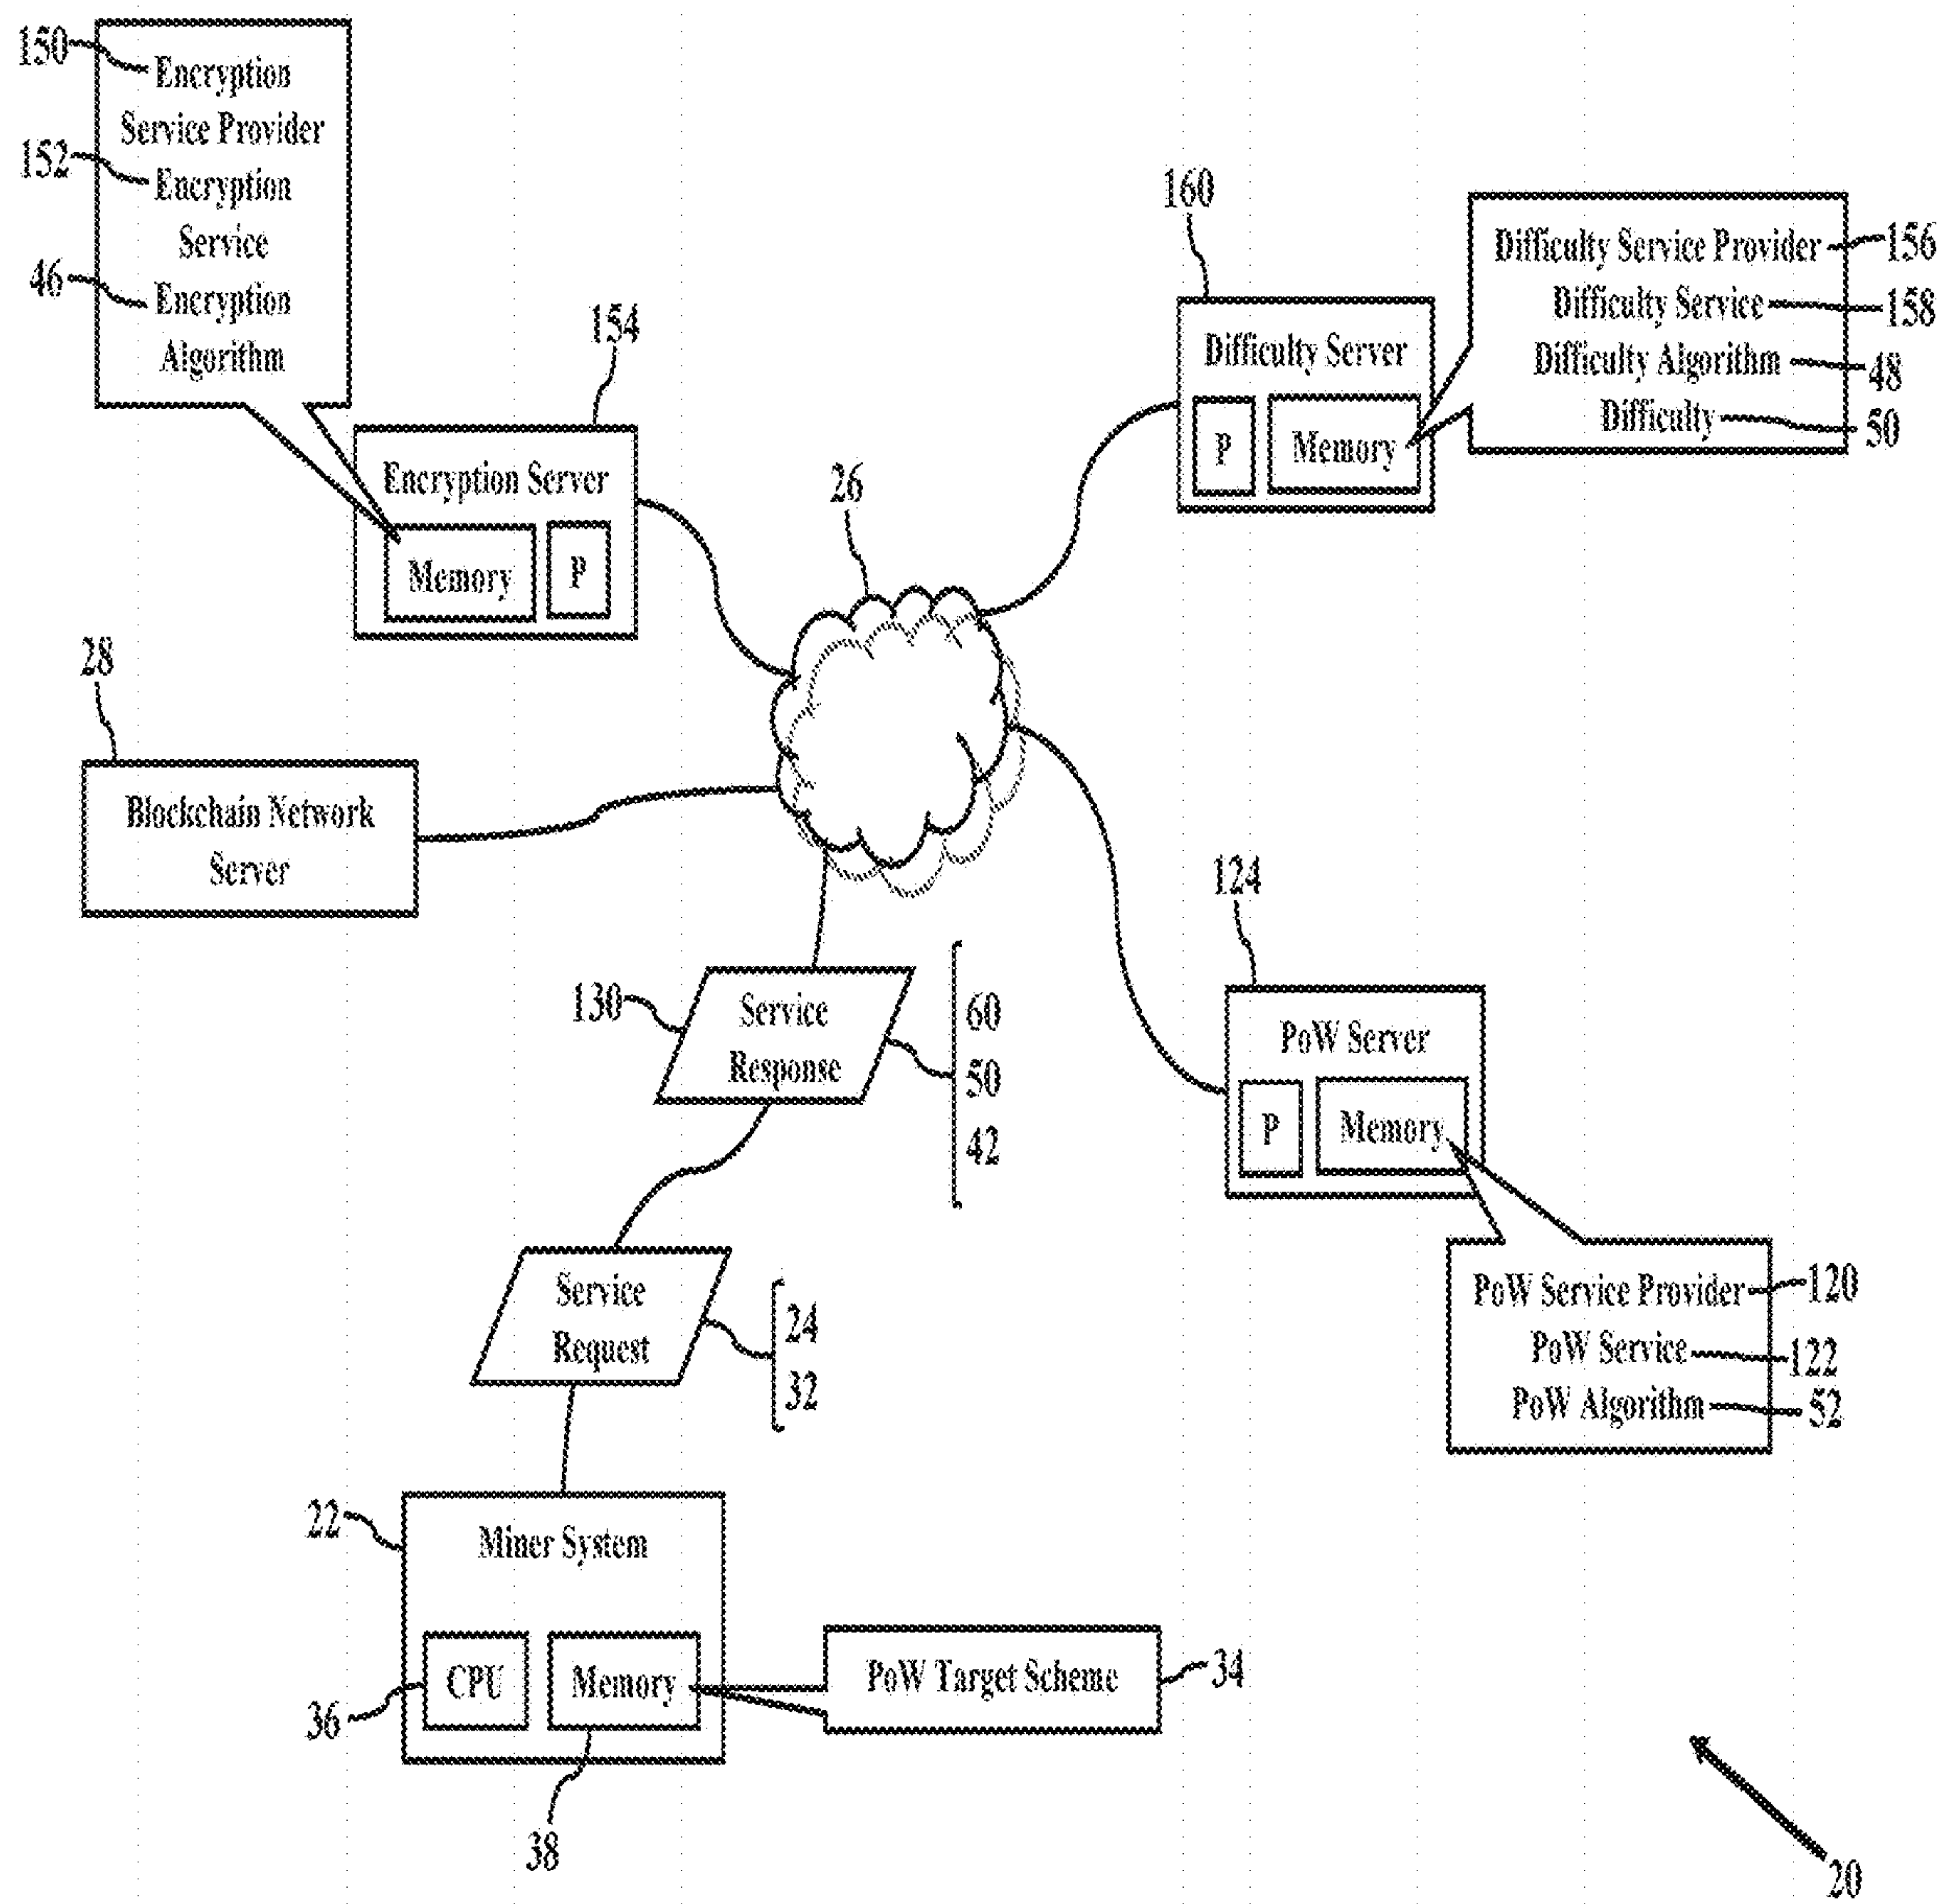 150
Encryption
Service Provider
152
Encryption
Service
46
Encryption
Algorithm
154
Encryption Server
Memory
P
160
Difficulty Server
P
Memory
Difficulty Service Provider
156
Difficulty Service
158
Difficulty Algorithm
48
Difficulty
50
26
28
Blockchain Network
Server
124
PoW Server
P
Memory
PoW Service Provider
120
PoW Service
122
PoW Algorithm
52
130
Service
Response
60
50
42
Service
Request
24
32
22
Miner System
CPU
Memory
36
38
PoW Target Scheme
34
20